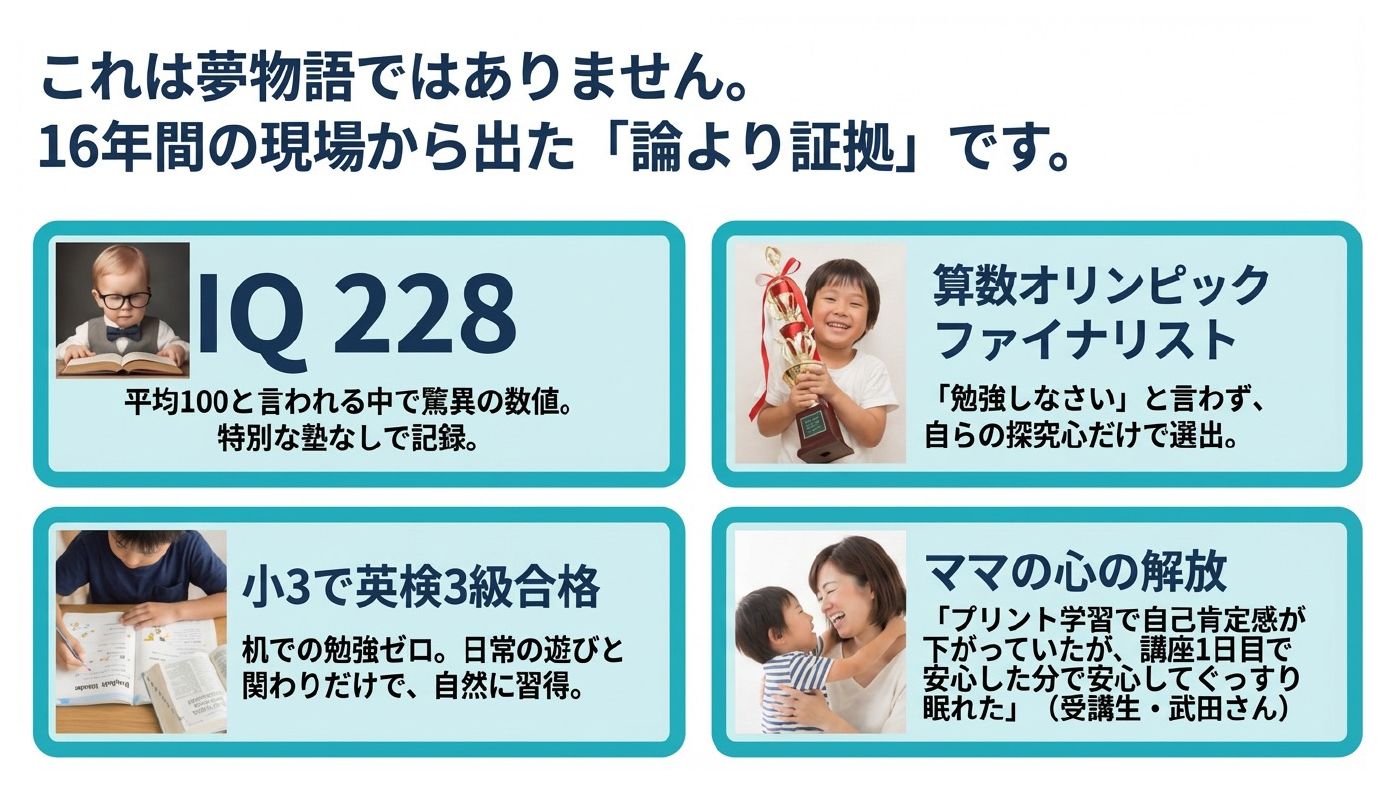 これは夢物語ではありません。
16年間の現場から出た「論より証拠」です。
IQ 228
平均100と言われる中で驚異の数値。
特別な塾なしで記録。
算数オリンピック
ファイナリスト
「勉強しなさい」と言わず、
自らの探究心だけで選出。
小3で英検3級合格
机での勉強ゼロ。日常の遊びと
関わりだけで、自然に習得。
ママの心の解放
「プリント学習で自己肯定感が
下がっていたが、講座1日目で
安心した分で安心してぐっすり
眠れた」（受講生・武田さん）